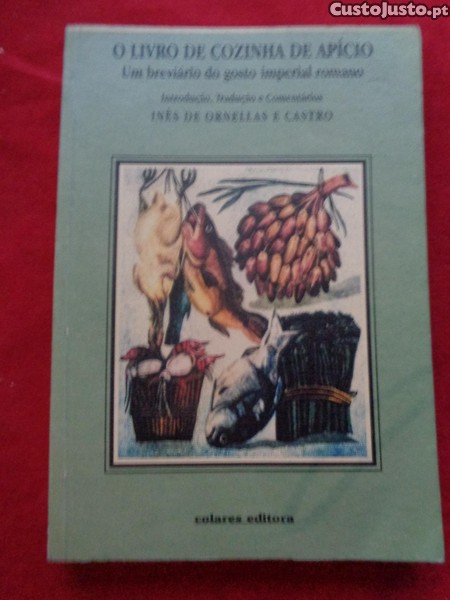 CustoJusto.pt
O LIVRO DE COZINHA DE APÍCIO
Um breviário do gosto imperial romano
Introdução, Tradução e Comentários
INÊS DE ORNELLAS E CASTRO
colares editora